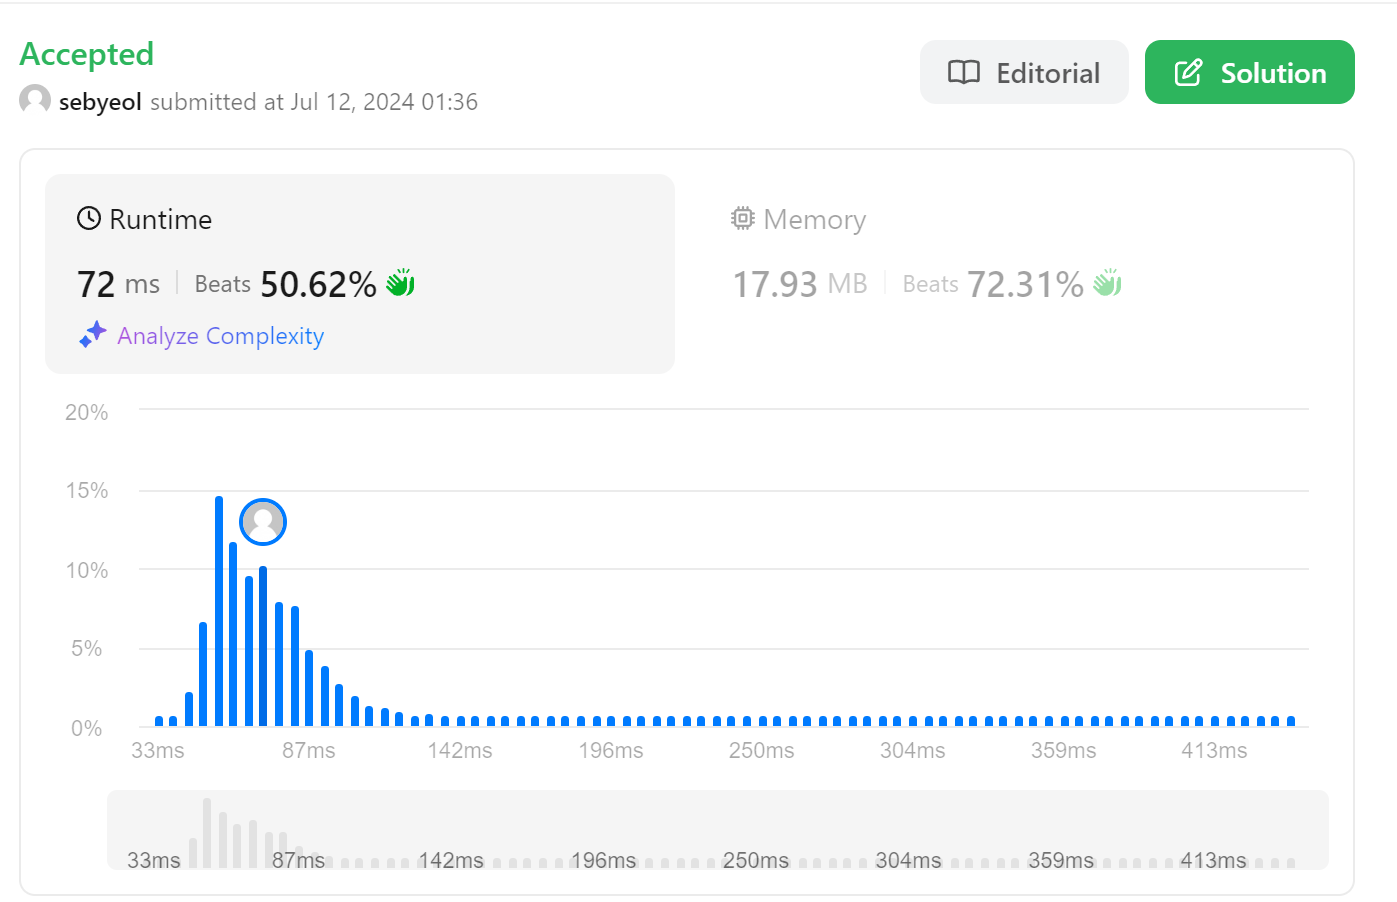 Accepted
sebyeol submitted at Jul 12, 2024 01:36
Editorial
Solution
Runtime
72 ms Beats 50.62%
Analyze Complexity
Memory
17.93 MB Beats 72.31%
20%
15%
10%
5%
0%
33ms 87ms 142ms 196ms 250ms 304ms 359ms 413ms
33ms 87ms 142ms 196ms 250ms 304ms 359ms 413ms